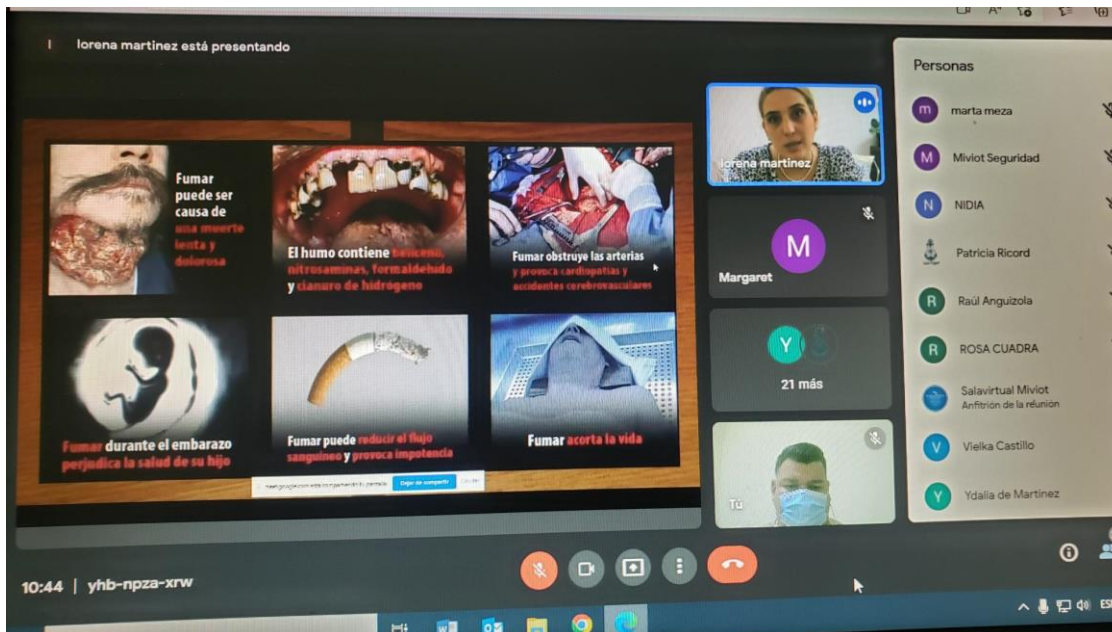 lorena martinez está presentando
Fumar
puede ser
causa de
una muerte
lenta y
dolorosa
El humo contiene benceno,
nitrosaminas, formaldehído
y cianuro de hidrógeno
Fumar obstruye las arterias
y provoca cardiopatías y
accidentes cerebrovasculares
Fumar durante el embarazo
perjudica la salud de su hijo
Fumar puede reducir el flujo
sanguíneo y provoca impotencia
Fumar acorta la vida
Dejar de compartir
Ocultar
lorena martinez
M
Margaret
Y
21 más
Tú
Personas
m marta meza
M Miviot Seguridad
N NIDIA
Patricia Ricord
R Raúl Anguizola
R ROSA CUADRA
Salavirtual Miviot
Anfitrión de la reunión
V Vielka Castillo
Y Ydalia de Martinez
10:44 | yhb-npza-xrw